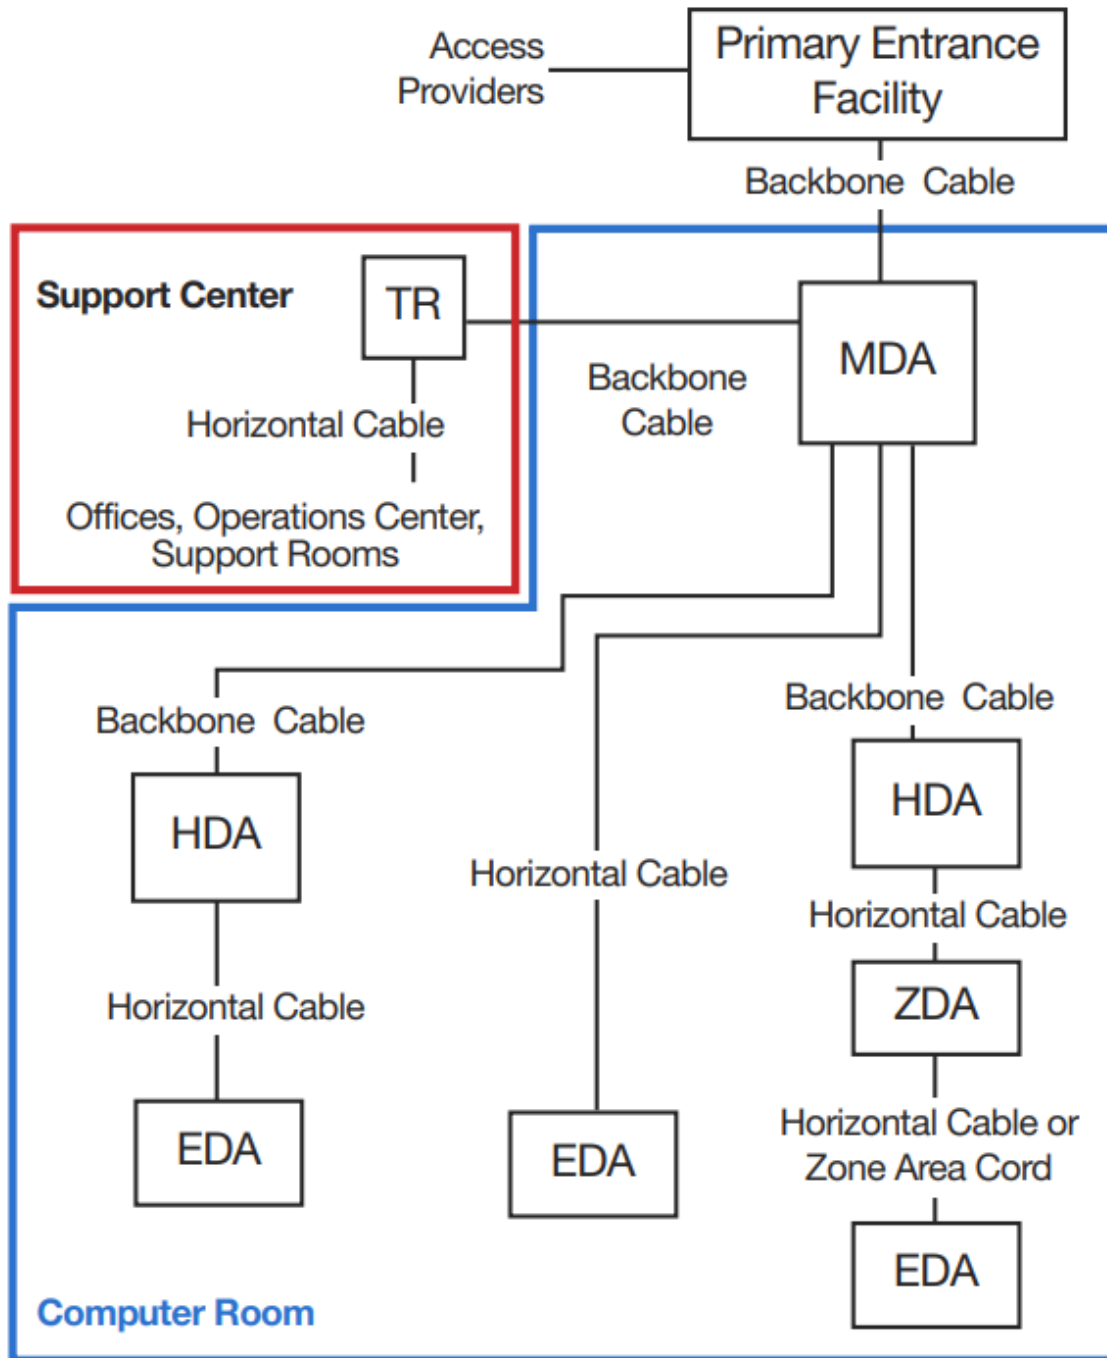 Access
Providers
Primary Entrance
Facility
Backbone Cable
Support Center
TR
MDA
Backbone
Cable
Horizontal Cable
Offices, Operations Center,
Support Rooms
Backbone Cable
Backbone Cable
HDA
HDA
Horizontal Cable
Horizontal Cable
ZDA
Horizontal Cable
Horizontal Cable or
Zone Area Cord
EDA
EDA
EDA
Computer Room